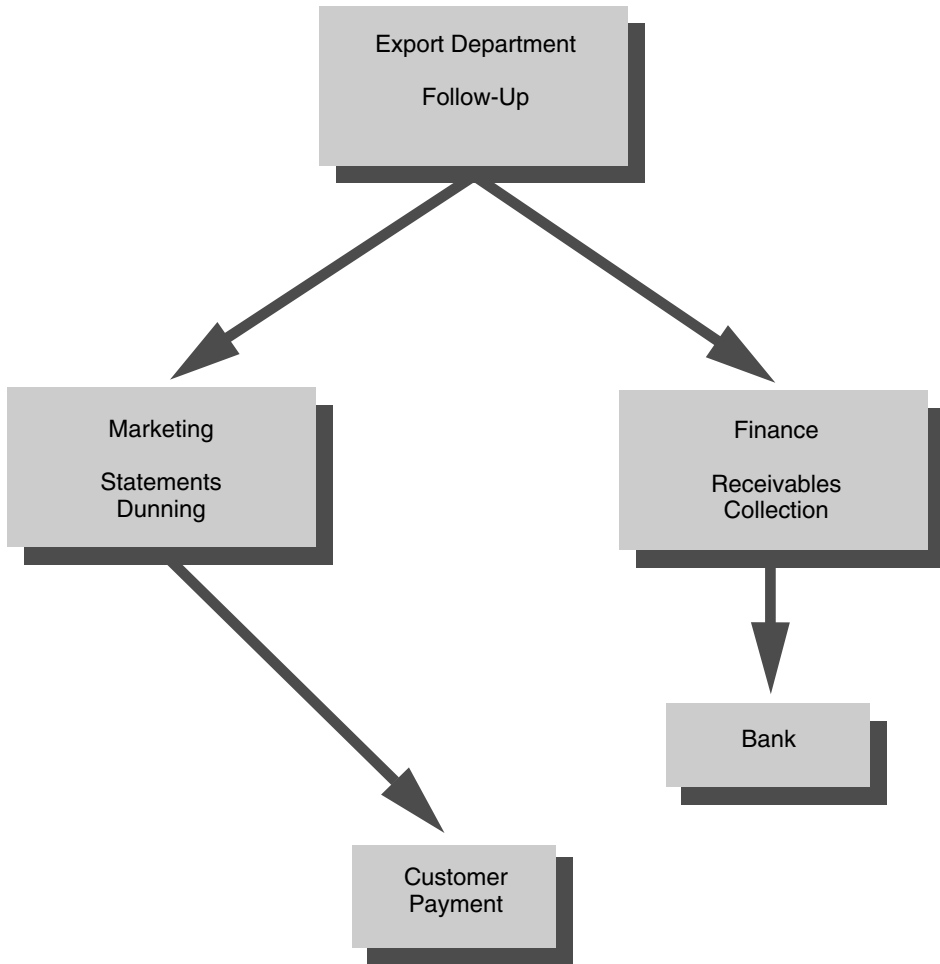 Export Department
Follow-Up
Marketing
Statements
Dunning
Finance
Receivables
Collection
Bank
Customer
Payment